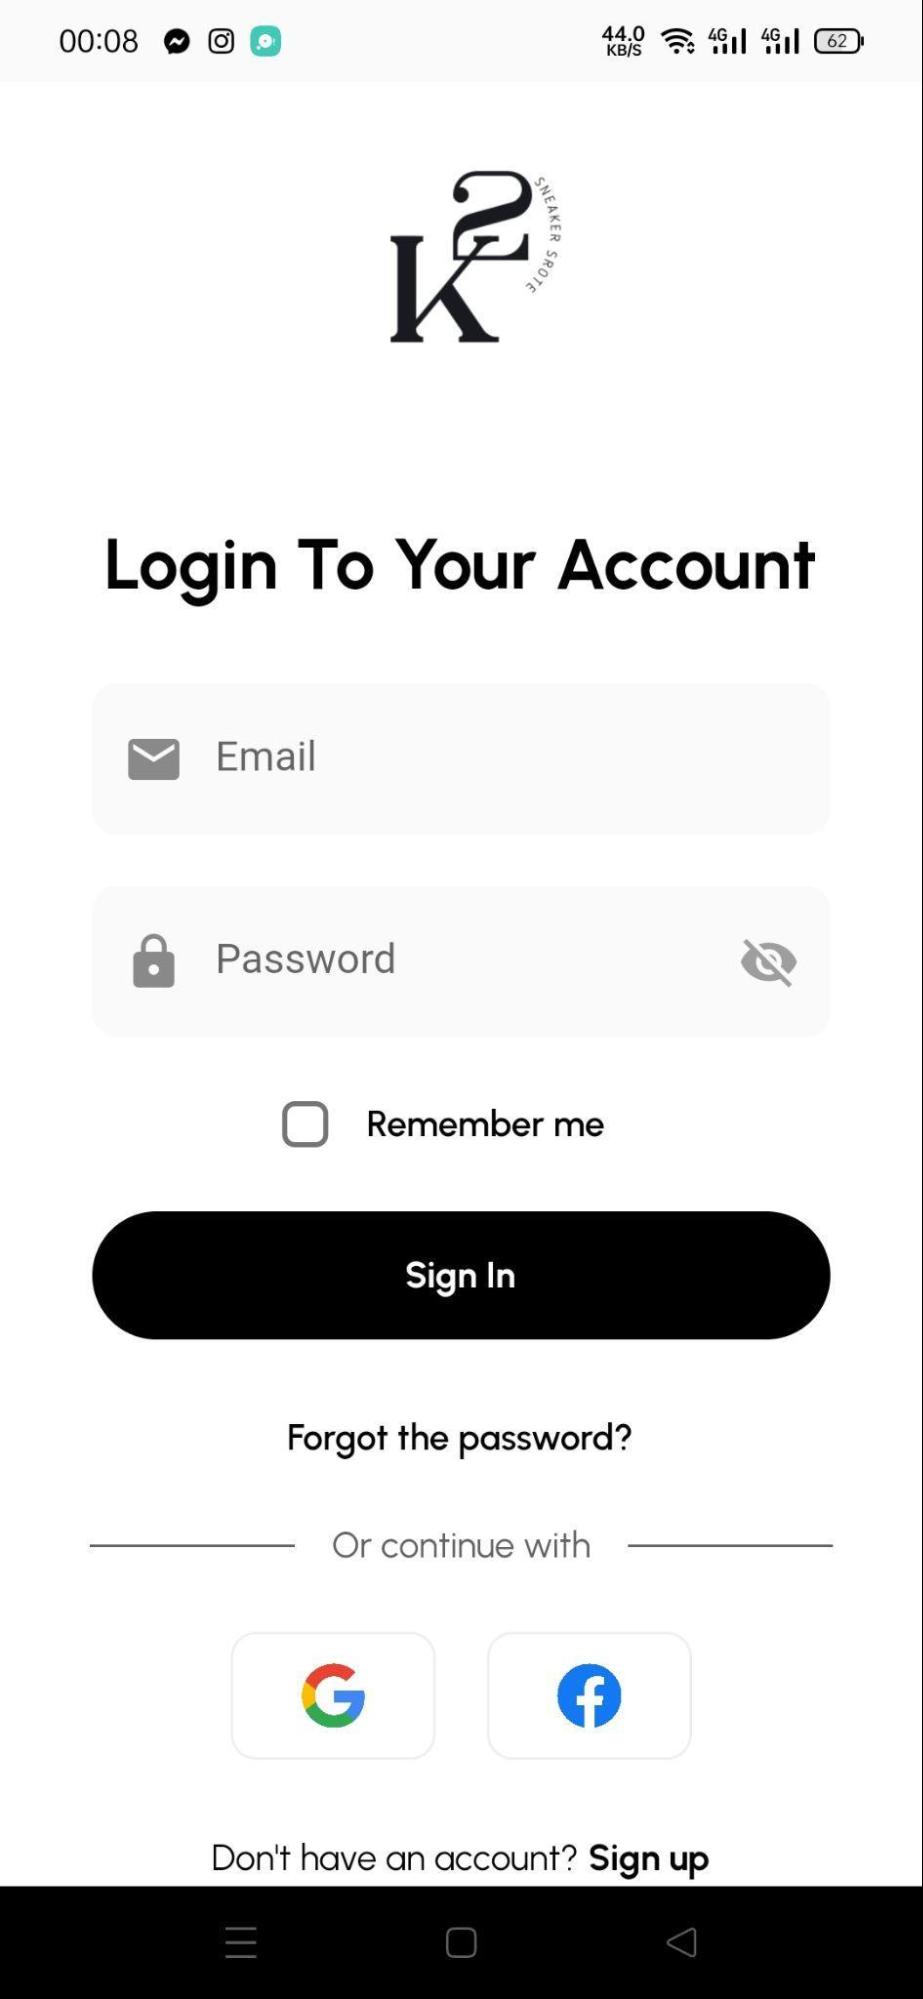 00:08
44.0
KB/S
4G
4G
62
K2
SNEAKER SROTE
Login To Your Account
Email
Password
Remember me
Sign In
Forgot the password?
Or continue with
Don't have an account? Sign up